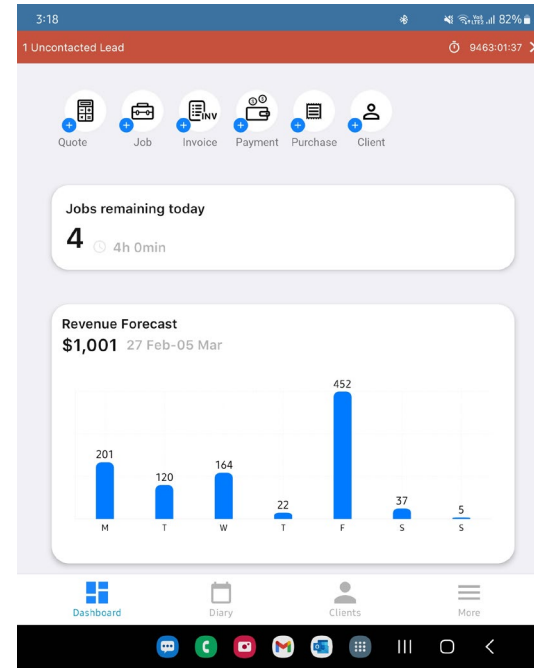 3:18 82%
1 Uncontacted Lead 9463:01:37
INV
Quote Job Invoice Payment Purchase Client
Jobs remaining today
4 4h 0min
Revenue Forecast
$1,001 27 Feb-05 Mar
452
201
164
120
22
37
5
M T W T F S S
Dashboard Diary Clients More